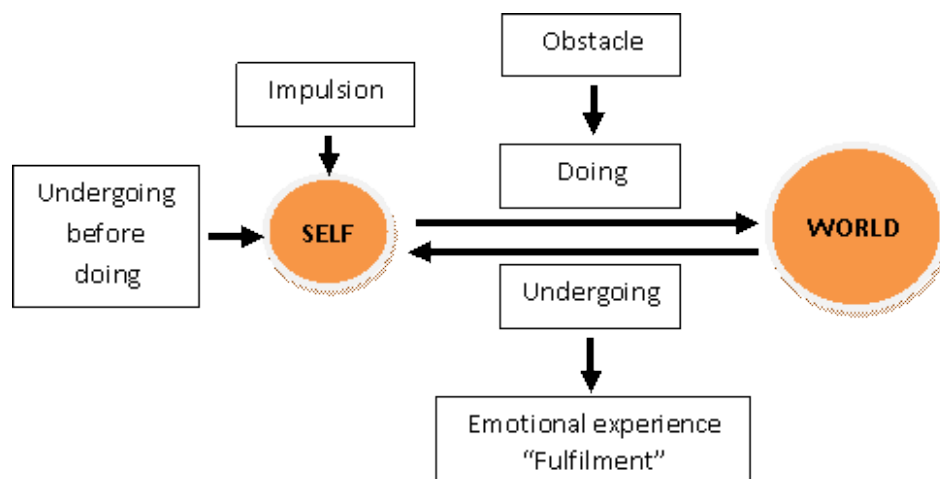 Obstacle
Impulsion
Doing
Undergoing
before
doing
SELF
WORLD
Undergoing
Emotional experience
“Fulfilment”